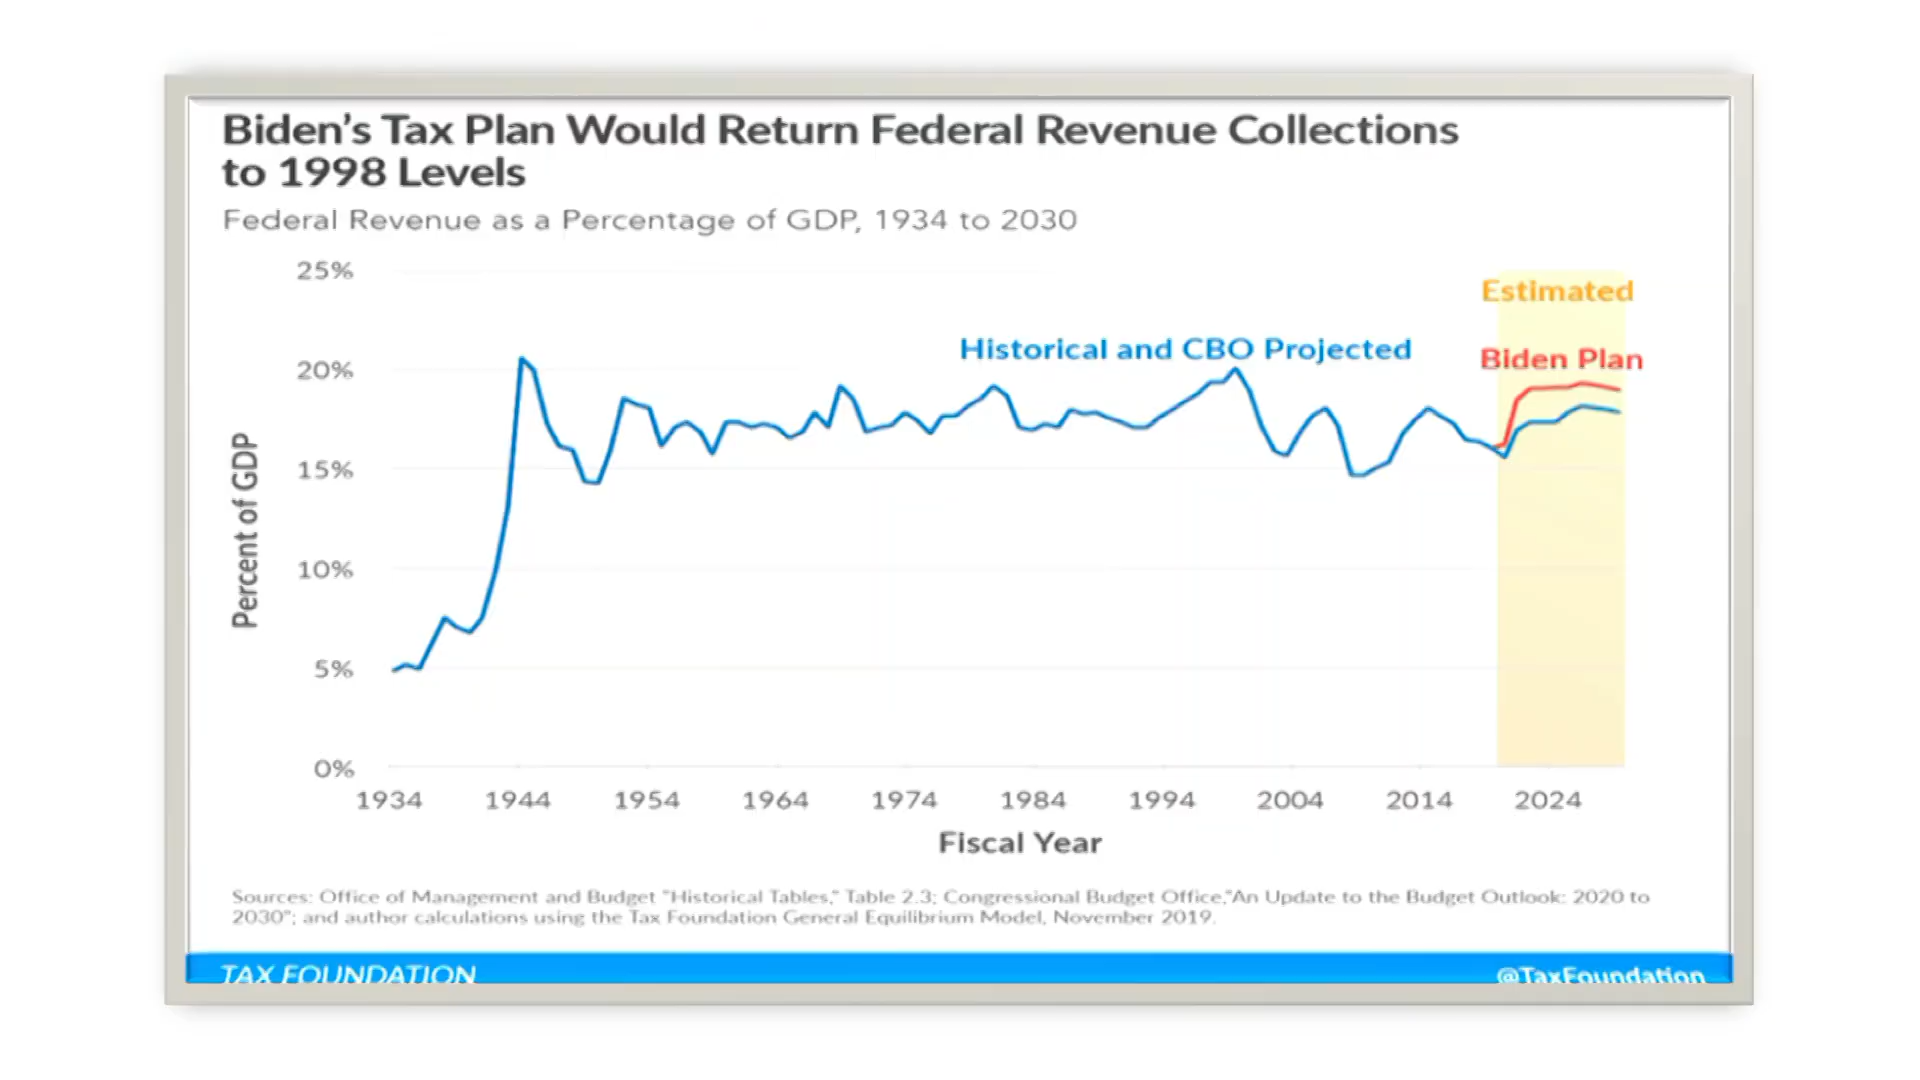 Biden's Tax Plan Would Return Federal Revenue Collections
to 1998 Levels
Federal Revenue as a Percentage of GDP, 1934 to 2030
25%
Estimated
Historical and CBO Projected
Biden Plan
20%
15%
10%
5%
0%
Percent of GDP
1934 1944 1954 1964 1974 1984 1994 2004 2014 2024
Fiscal Year
Sources: Office of Management and Budget "Historical Tables," Table 2.3; Congressional Budget Office,"An Update to the Budget Outlook: 2020 to
2030"; and author calculations using the Tax Foundation General Equilibrium Model, November 2019.
TAX FOUNDATION @TaxFoundation